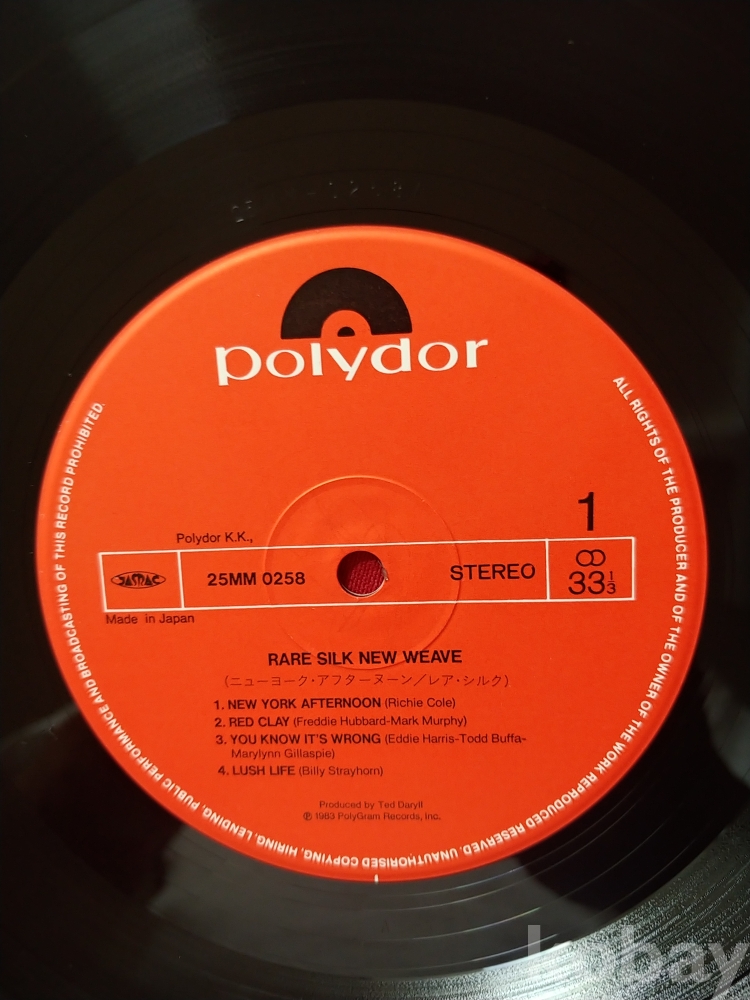 polydor
1
Polydor K.K.,
JASRAC
25MM 0258
STEREO
33 1/3
Made in Japan
RARE SILK NEW WEAVE
(ニューヨーク・アフターヌーン／レア・シルク)
1. NEW YORK AFTERNOON (Richie Cole)
2. RED CLAY (Freddie Hubbard-Mark Murphy)
3. YOU KNOW IT'S WRONG (Eddie Harris-Todd Buffa-
Marylynn Gillaspie)
4. LUSH LIFE (Billy Strayhorn)
Produced by Ted Daryll
℗ 1983 PolyGram Records, Inc.
ALL RIGHTS OF THE PRODUCER AND OF THE OWNER OF THE WORK REPRODUCED RESERVED. UNAUTHORISED COPYING, HIRING, LENDING, PUBLIC PERFORMANCE AND BROADCASTING OF THIS RECORD PROHIBITED.
kobay